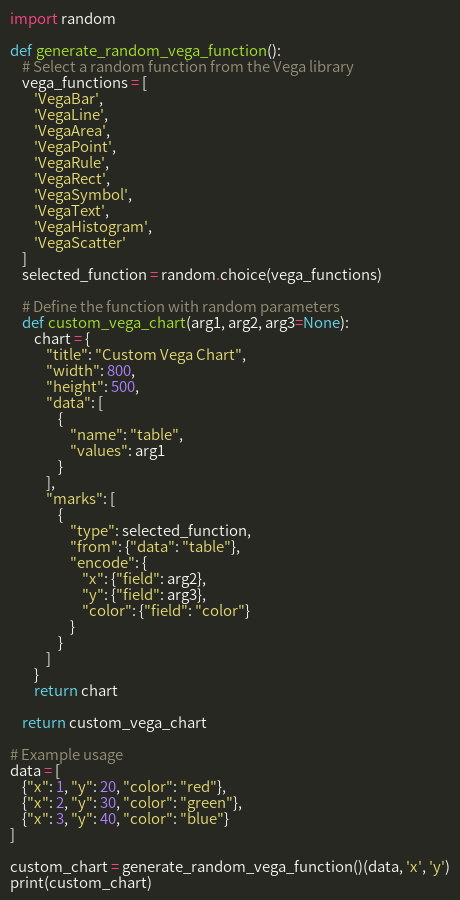 import random

def generate_random_vega_function():
    # Select a random function from the Vega library
    vega_functions = [
        'VegaBar',
        'VegaLine',
        'VegaArea',
        'VegaPoint',
        'VegaRule',
        'VegaRect',
        'VegaSymbol',
        'VegaText',
        'VegaHistogram',
        'VegaScatter'
    ]
    selected_function = random.choice(vega_functions)

    # Define the function with random parameters
    def custom_vega_chart(arg1, arg2, arg3=None):
        chart = {
            "title": "Custom Vega Chart",
            "width": 800,
            "height": 500,
            "data": [
                {
                    "name": "table",
                    "values": arg1
                }
            ],
            "marks": [
                {
                    "type": selected_function,
                    "from": {"data": "table"},
                    "encode": {
                        "x": {"field": arg2},
                        "y": {"field": arg3},
                        "color": {"field": "color"}
                    }
                }
            ]
        }
        return chart

    return custom_vega_chart

# Example usage
data = [
    {"x": 1, "y": 20, "color": "red"},
    {"x": 2, "y": 30, "color": "green"},
    {"x": 3, "y": 40, "color": "blue"}
]

custom_chart = generate_random_vega_function()(data, 'x', 'y')
print(custom_chart)